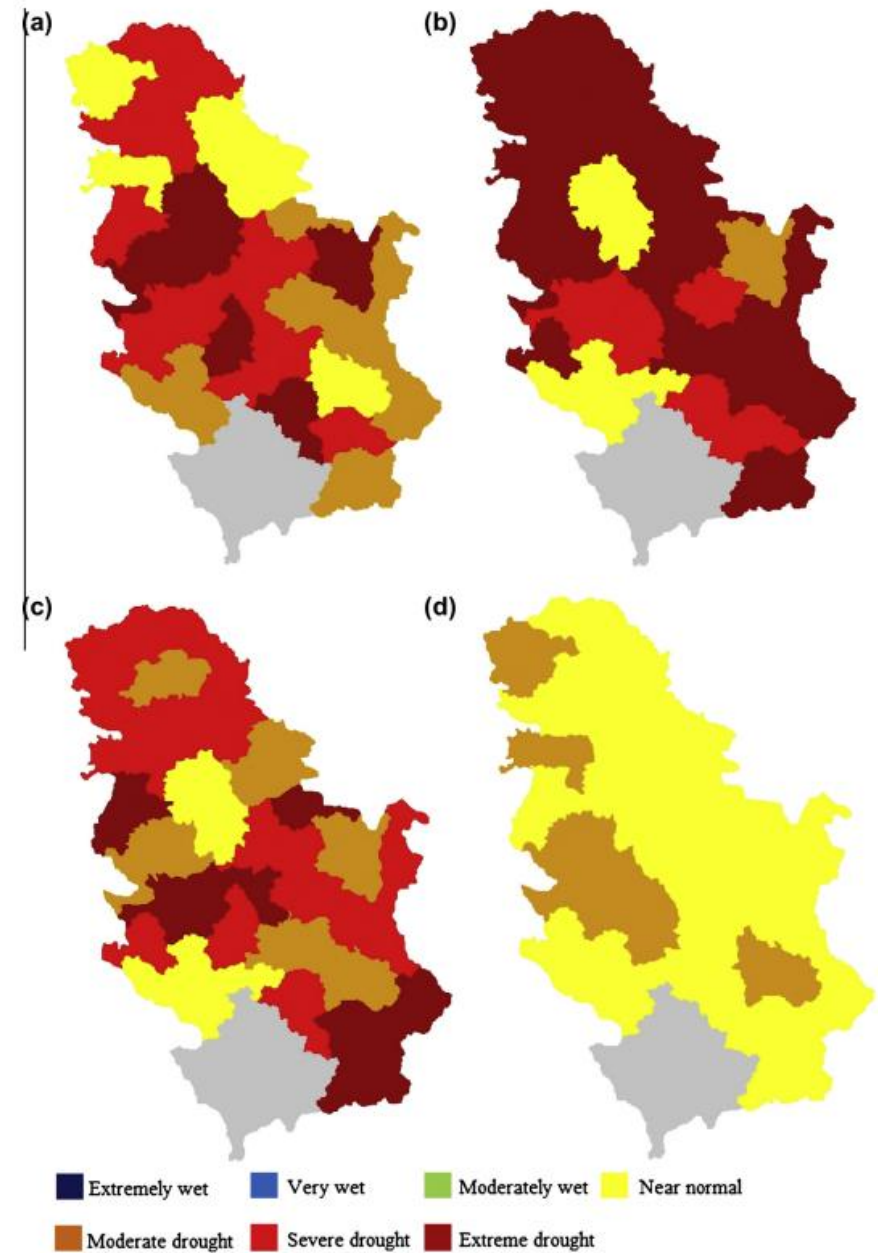 (a)
(b)
(c)
(d)
Extremely wet
Very wet
Moderately wet
Near normal
Moderate drought
Severe drought
Extreme drought